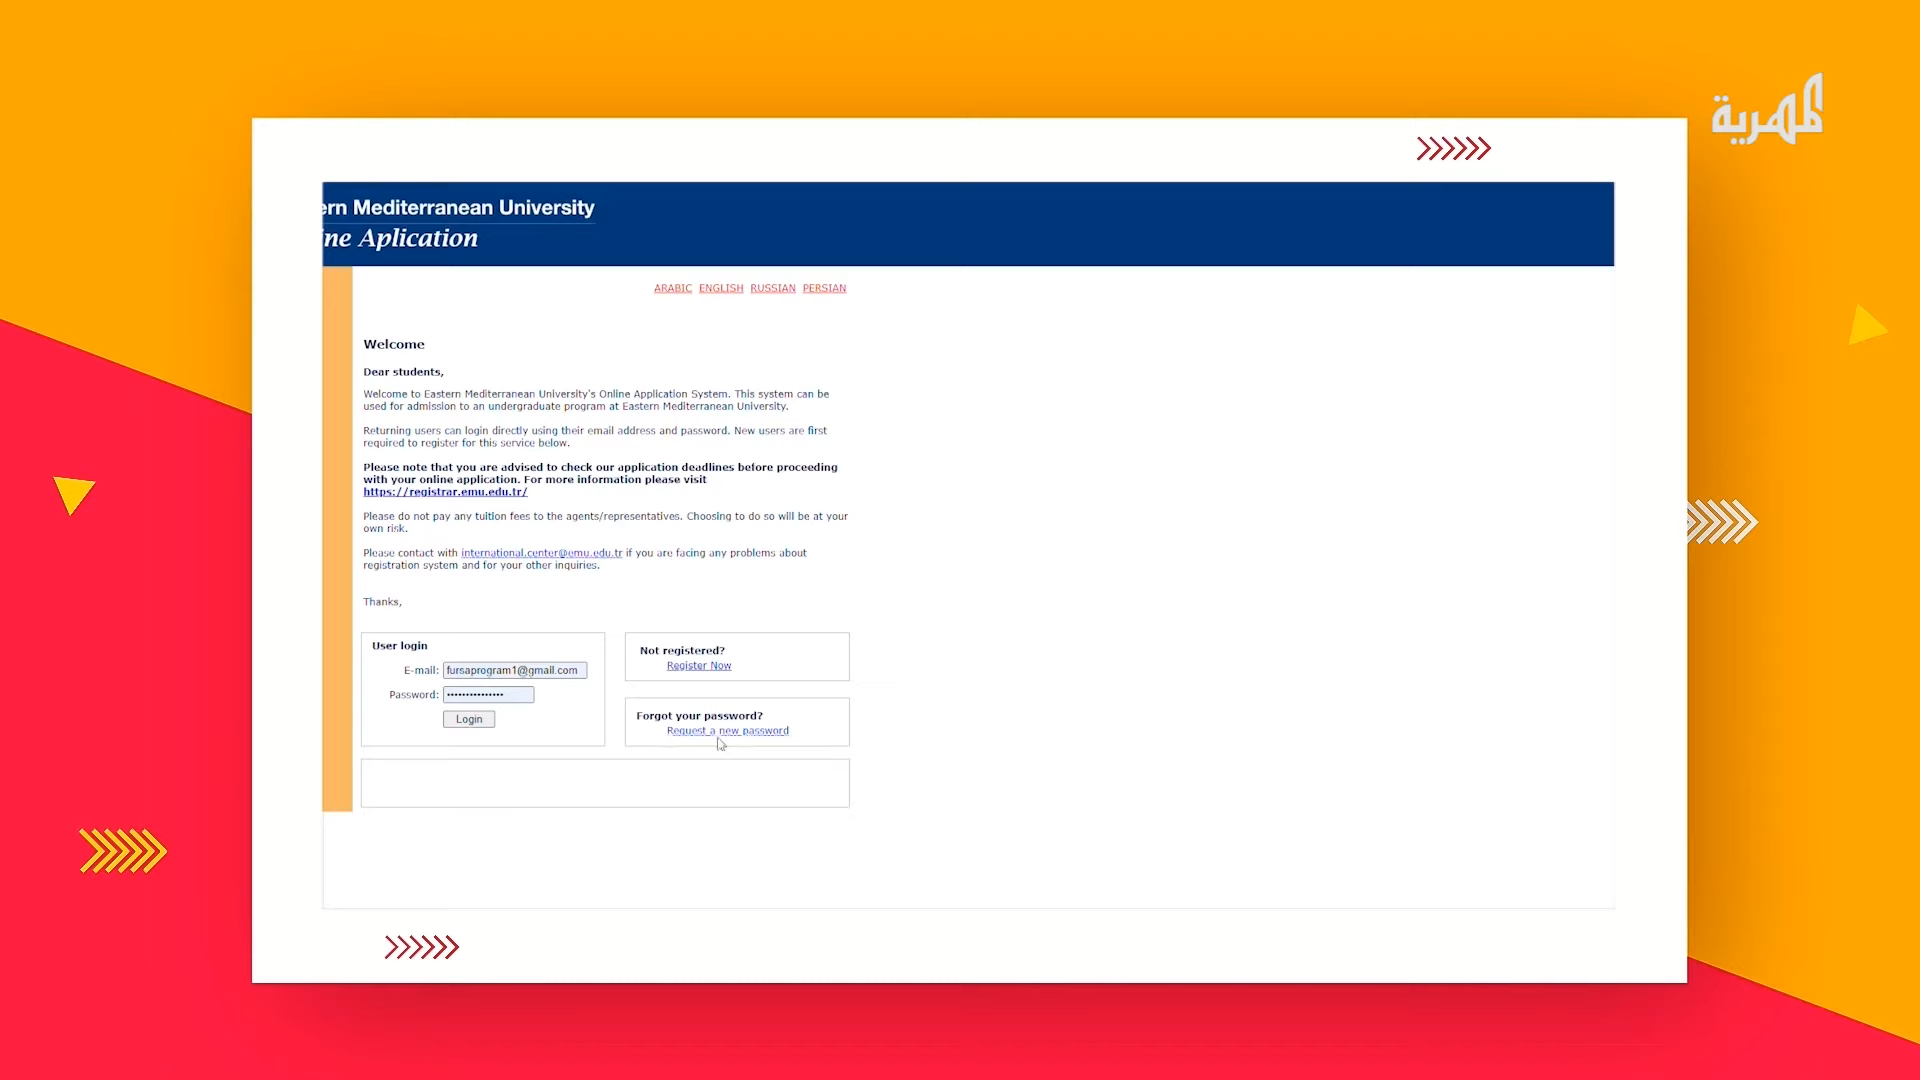 المهرية
ern Mediterranean University
ine Aplication
ARABIC ENGLISH RUSSIAN PERSIAN
Welcome
Dear students,
Welcome to Eastern Mediterranean University's Online Application System. This system can be
used for admission to an undergraduate program at Eastern Mediterranean University.
Returning users can login directly using their email address and password. New users are first
required to register for this service below.
Please note that you are advised to check our application deadlines before proceeding
with your online application. For more information please visit
https://registrar.emu.edu.tr/
Please do not pay any tuition fees to the agents/representatives. Choosing to do so will be at your
own risk.
Please contact with international.center@emu.edu.tr if you are facing any problems about
registration system and for your other inquiries.
Thanks,
User login
E-mail: fursaprogram1@gmail.com
Password: •••••••••••••••
Login
Not registered?
Register Now
Forgot your password?
Request a new password